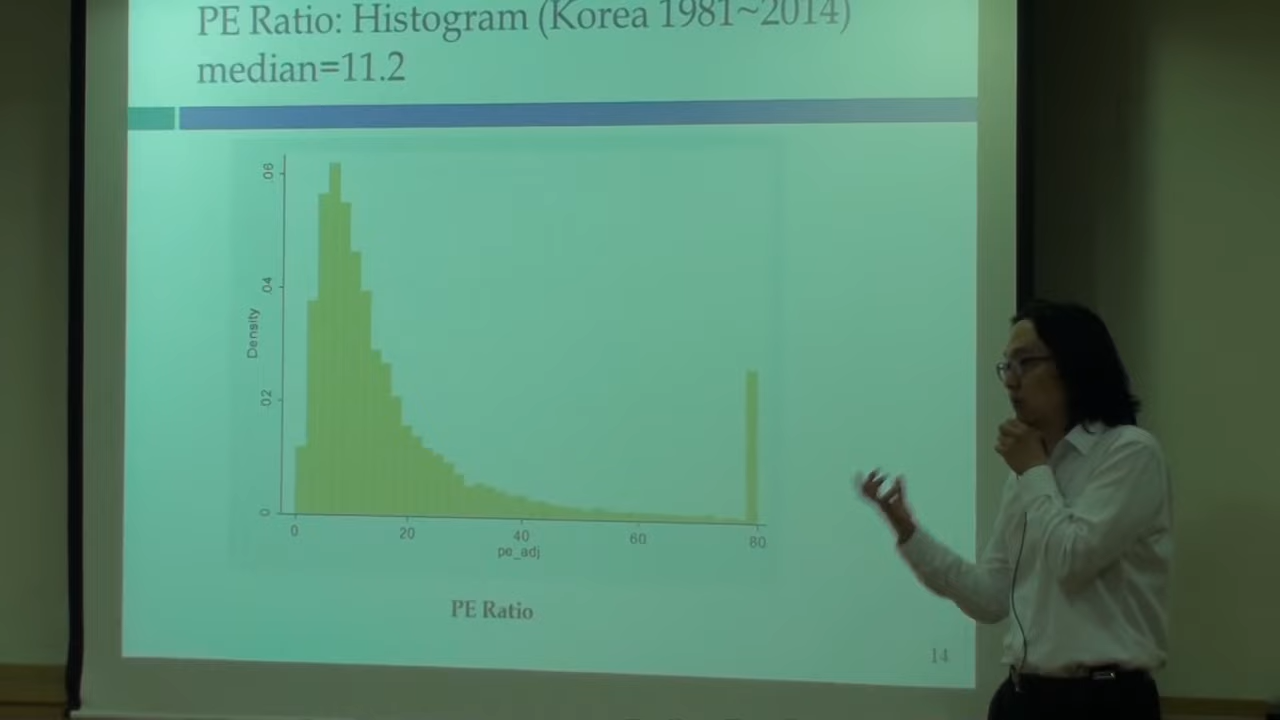 PE Ratio: Histogram (Korea 1981~2014)
median=11.2
.06
.04
.02
0
Density
0 20 40 60 80
pe_adj
PE Ratio
14